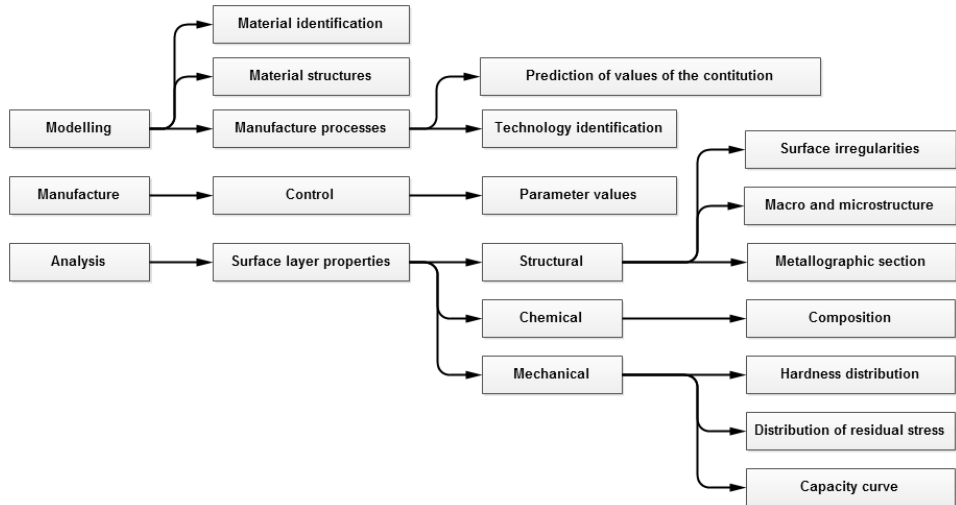 Material identification
Material structures
Prediction of values of the contitution
Modelling
Manufacture processes
Technology identification
Surface irregularities
Manufacture
Control
Parameter values
Macro and microstructure
Analysis
Surface layer properties
Structural
Metallographic section
Chemical
Composition
Mechanical
Hardness distribution
Distribution of residual stress
Capacity curve